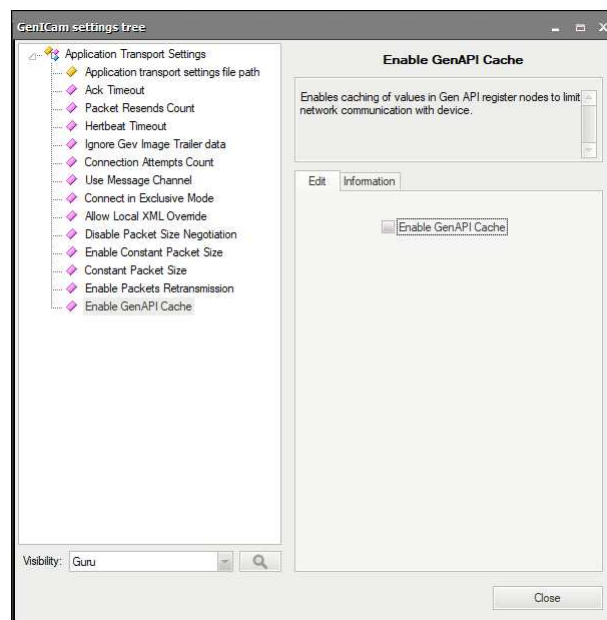 GenICam settings tree
Application Transport Settings
Application transport settings file path
Ack Timeout
Packet Resends Count
Hertbeat Timeout
Ignore Gev Image Trailer data
Connection Attempts Count
Use Message Channel
Connect in Exclusive Mode
Allow Local XML Override
Disable Packet Size Negotiation
Enable Constant Packet Size
Constant Packet Size
Enable Packets Retransmission
Enable GenAPI Cache
Visibility: Guru
Enable GenAPI Cache
Enables caching of values in Gen API register nodes to limit
network communication with device.
Edit Information
Enable GenAPI Cache
Close